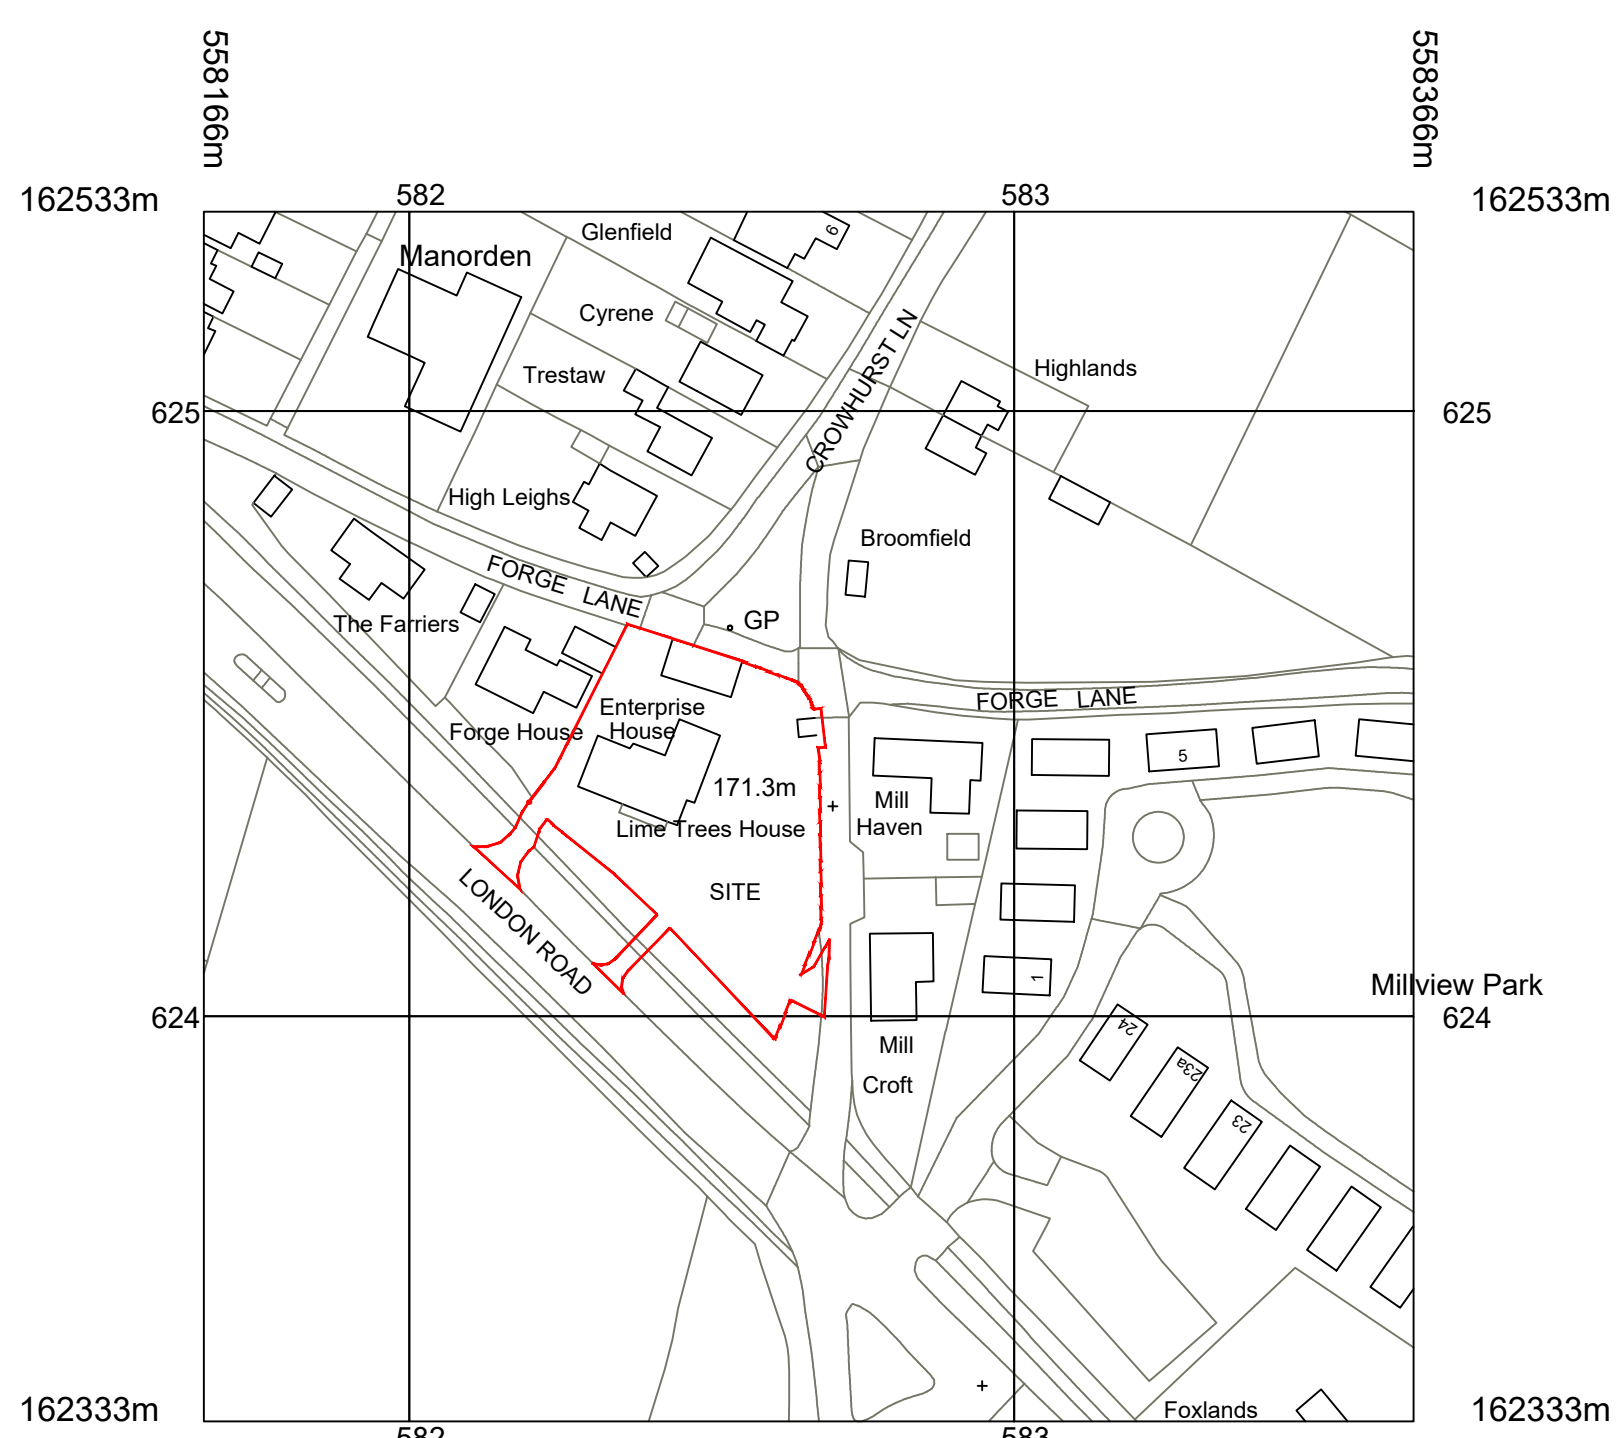 558166m
558366m
162533m
582
583
162533m
Glenfield
6
Manorden
Cyrene
CROWHURST LN
Trestaw
Highlands
625
625
High Leighs
Broomfield
FORGE LANE
The Farriers
GP
FORGE LANE
Enterprise
House
Forge House
5
171.3m
Mill
Haven
Lime Trees House
SITE
LONDON ROAD
1
Millview Park
624
624
24
Mill
Croft
23a
23
162333m
Foxlands
162333m
582
583